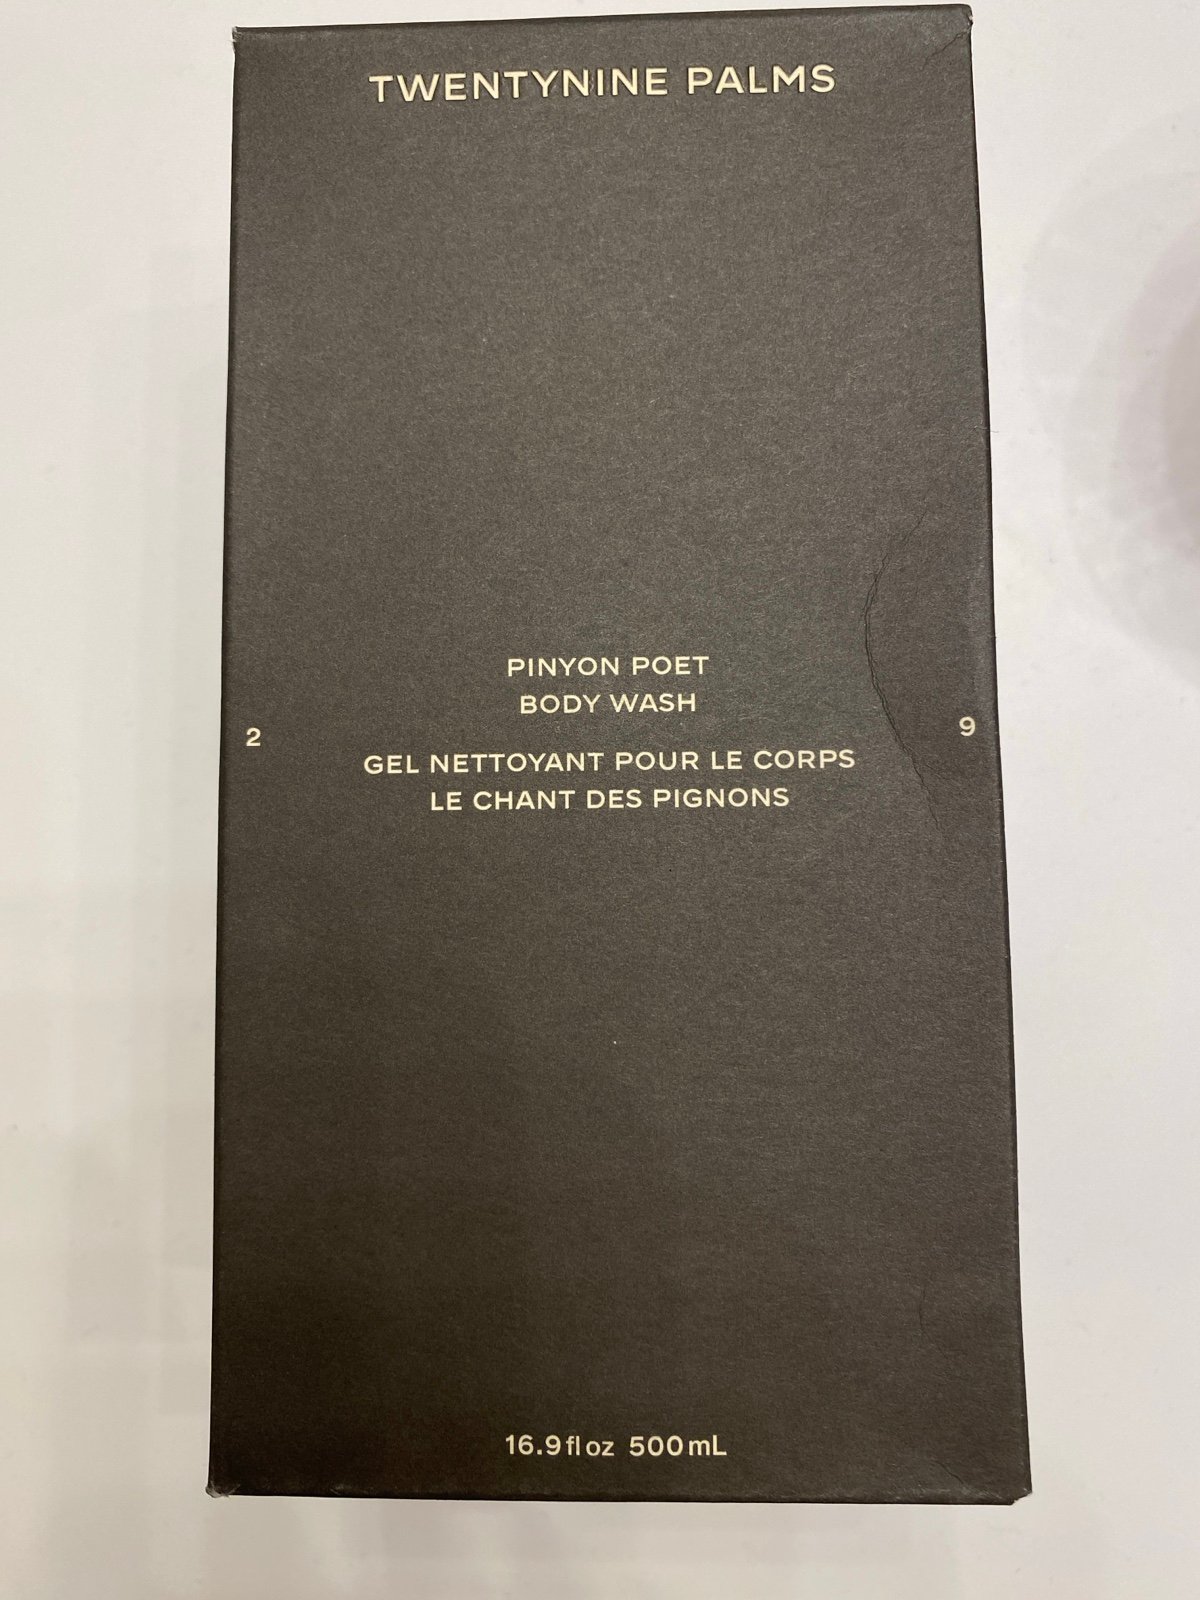 TWENTYNINE PALMS
PINYON POET
BODY WASH
2
9
GEL NETTOYANT POUR LE CORPS
LE CHANT DES PIGNONS
16.9 fl oz 500 mL